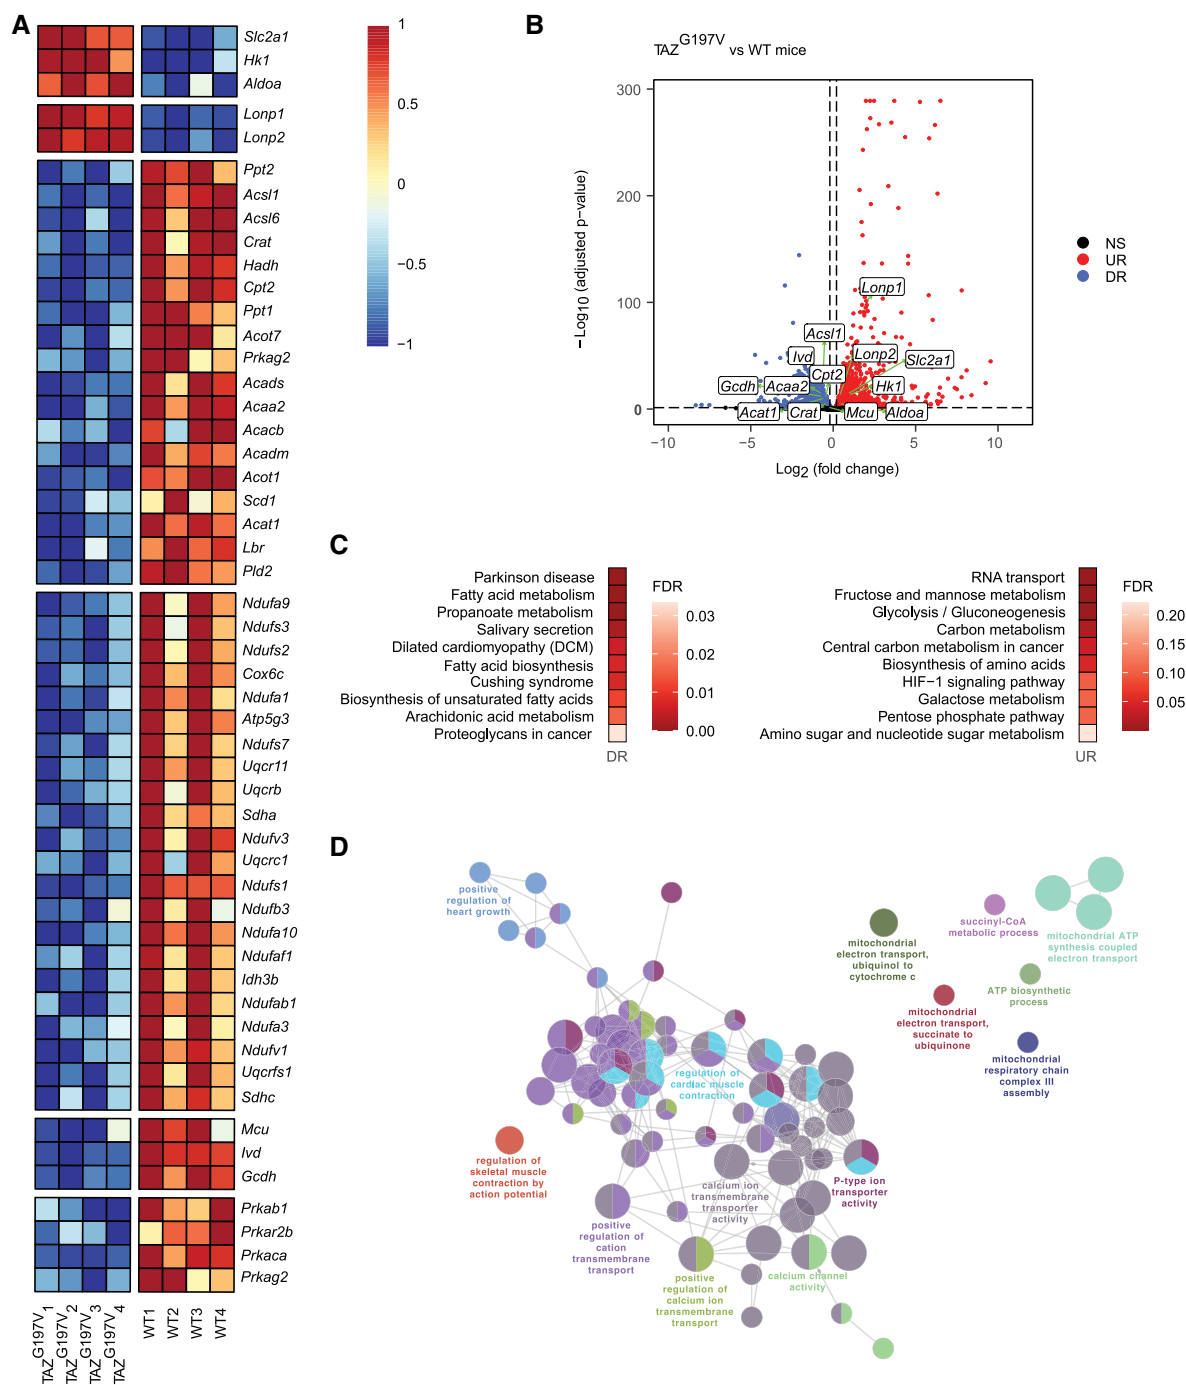 A
Slc2a1
Hk1
Aldoa
Lonp1
Lonp2
Ppt2
Acsl1
Acsl6
Crat
Hadh
Cpt2
Ppt1
Acot7
Prkag2
Acads
Acaa2
Acacb
Acadm
Acot1
Scd1
Acat1
Lbr
Pld2
Ndufa9
Ndufs3
Ndufs2
Cox6c
Ndufa1
Atp5g3
Ndufs7
Uqcr11
Uqcrb
Sdha
Ndufv3
Uqcrc1
Ndufs1
Ndufb3
Ndufa10
Ndufaf1
Idh3b
Ndufab1
Ndufa3
Ndufv1
Uqcrfs1
Sdhc
Mcu
Ivd
Gcdh
Prkab1
Prkar2b
Prkaca
Prkag2
TAZG197V1
TAZG197V2
TAZG197V3
TAZG197V4
WT1
WT2
WT3
WT4
1
0.5
0
−0.5
−1
B
TAZG197V vs WT mice
−Log10 (adjusted p−value)
300
200
100
0
−10
−5
0
5
10
Log2 (fold change)
Lonp1
Acsl1
Ivd
Lonp2
Slc2a1
Cpt2
Gcdh
Acaa2
Hk1
Acat1
Crat
Mcu
Aldoa
NS
UR
DR
C
Parkinson disease
Fatty acid metabolism
Propanoate metabolism
Salivary secretion
Dilated cardiomyopathy (DCM)
Fatty acid biosynthesis
Cushing syndrome
Biosynthesis of unsaturated fatty acids
Arachidonic acid metabolism
Proteoglycans in cancer
DR
FDR
0.03
0.02
0.01
0.00
RNA transport
Fructose and mannose metabolism
Glycolysis / Gluconeogenesis
Carbon metabolism
Central carbon metabolism in cancer
Biosynthesis of amino acids
HIF−1 signaling pathway
Galactose metabolism
Pentose phosphate pathway
Amino sugar and nucleotide sugar metabolism
UR
FDR
0.20
0.15
0.10
0.05
D
positive
regulation of
heart growth
mitochondrial
electron transport,
ubiquinol to
cytochrome c
succinyl-CoA
metabolic process
mitochondrial ATP
synthesis coupled
electron transport
ATP biosynthetic
process
mitochondrial
electron transport,
succinate to
ubiquinone
mitochondrial
respiratory chain
complex III
assembly
regulation of
cardiac muscle
contraction
regulation of
skeletal muscle
contraction by
action potential
calcium ion
transmembrane
transporter
activity
P-type ion
transporter
activity
positive
regulation of
cation
transmembrane
transport
positive
regulation of
calcium ion
transmembrane
transport
calcium channel
activity